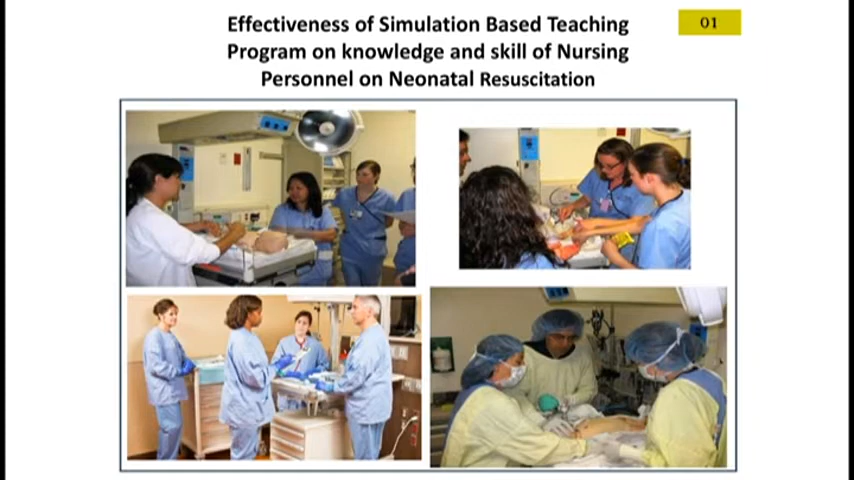 Effectiveness of Simulation Based Teaching
Program on knowledge and skill of Nursing
Personnel on Neonatal Resuscitation
01